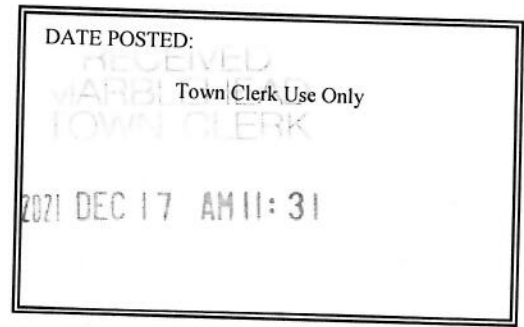 DATE POSTED:
RECEIVED
MARBLEHEAD
Town Clerk Use Only
TOWN CLERK
2021 DEC 17 AM 11: 31